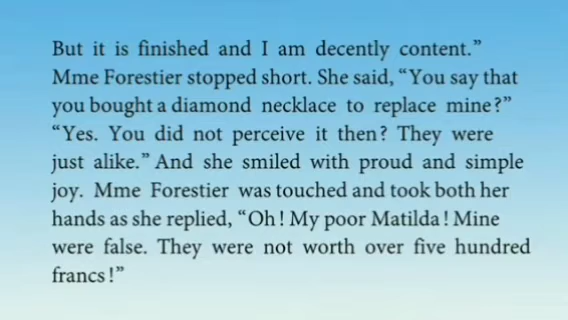 But it is finished and I am decently content.”
Mme Forestier stopped short. She said, “You say that
you bought a diamond necklace to replace mine?”
“Yes. You did not perceive it then? They were
just alike.” And she smiled with proud and simple
joy. Mme Forestier was touched and took both her
hands as she replied, “Oh! My poor Matilda! Mine
were false. They were not worth over five hundred
francs!”